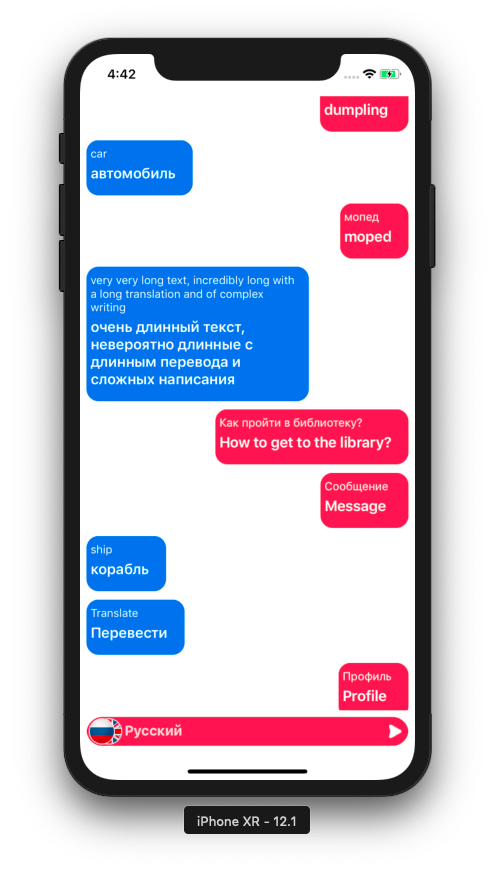 4:42
dumpling
car
автомобиль
мопед
moped
very very long text, incredibly long with
a long translation and of complex
writing
очень длинный текст,
невероятно длинные с
длинным перевода и
сложных написания
Как пройти в библиотеку?
How to get to the library?
Сообщение
Message
ship
корабль
Translate
Перевести
Профиль
Profile
Русский
iPhone XR - 12.1